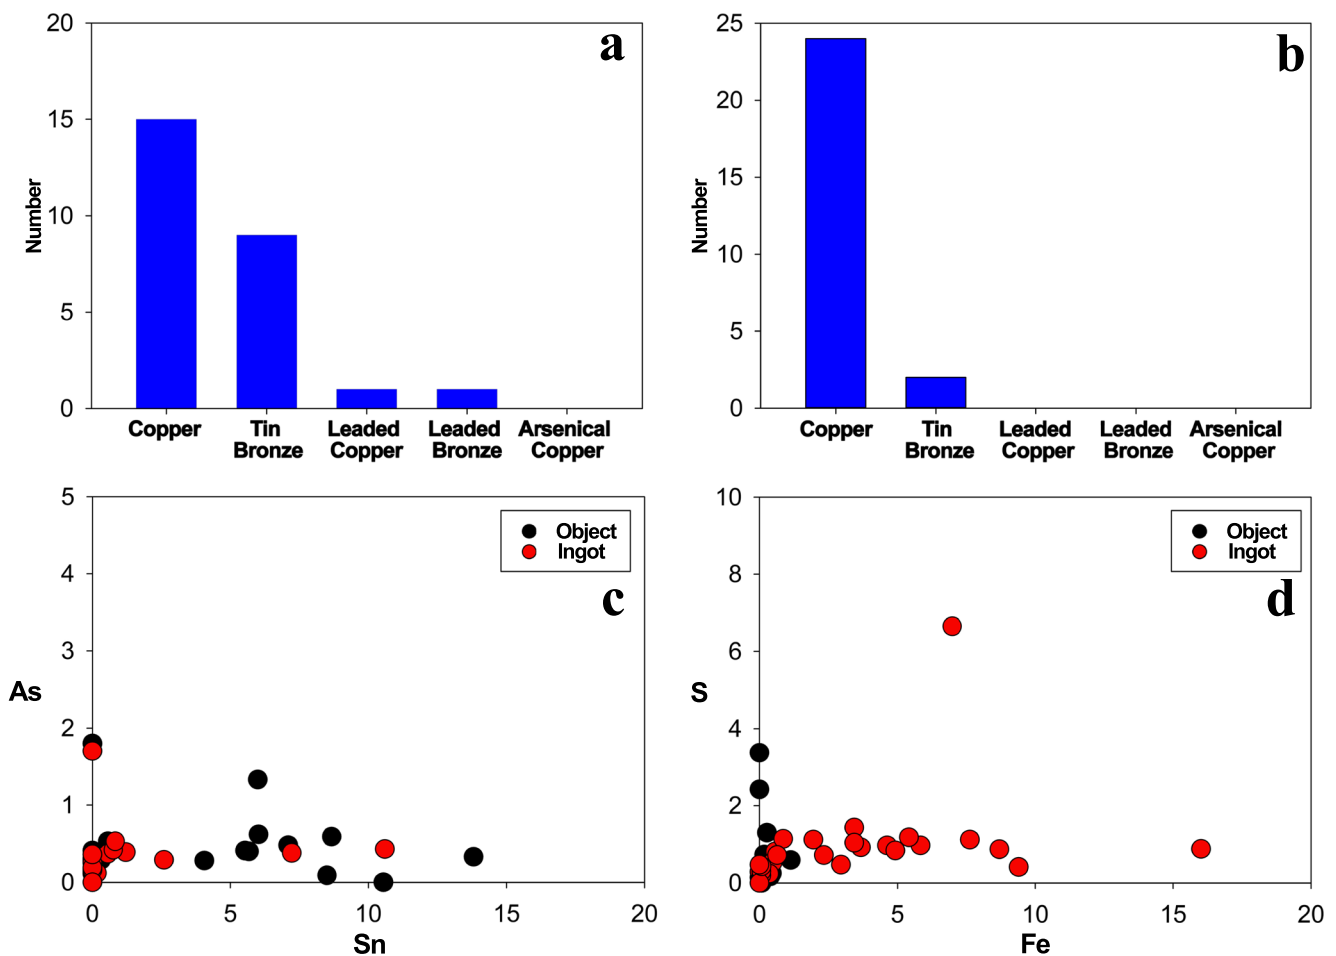 20
15
10
5
0
Number
a
Copper
Tin Bronze
Leaded Copper
Leaded Bronze
Arsenical Copper
25
20
15
10
5
0
Number
b
Copper
Tin Bronze
Leaded Copper
Leaded Bronze
Arsenical Copper
5
4
3
2
1
0
As
Object
Ingot
c
0 5 10 15 20
Sn
10
8
6
4
2
0
S
Object
Ingot
d
0 5 10 15 20
Fe